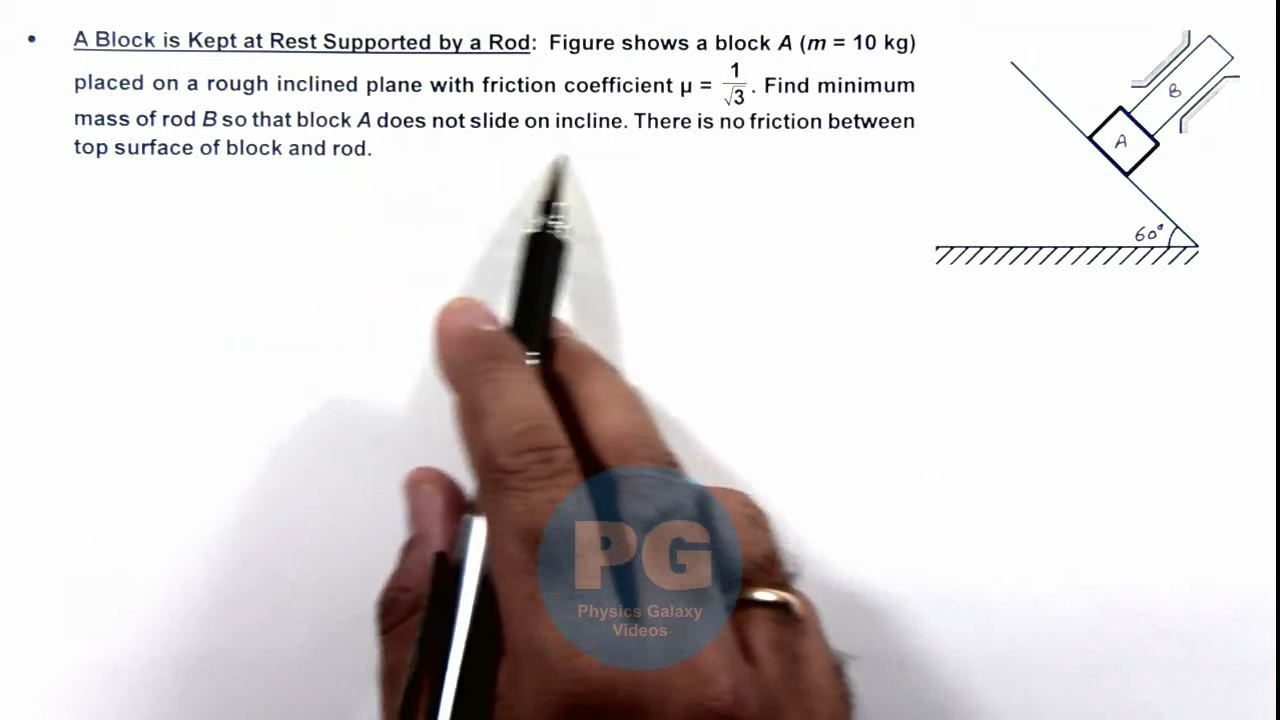 • A Block is Kept at Rest Supported by a Rod: Figure shows a block A (m = 10 kg)
placed on a rough inclined plane with friction coefficient μ = 1/√3. Find minimum
mass of rod B so that block A does not slide on incline. There is no friction between
top surface of block and rod.
B
A
60°
PG
Physics Galaxy
Videos